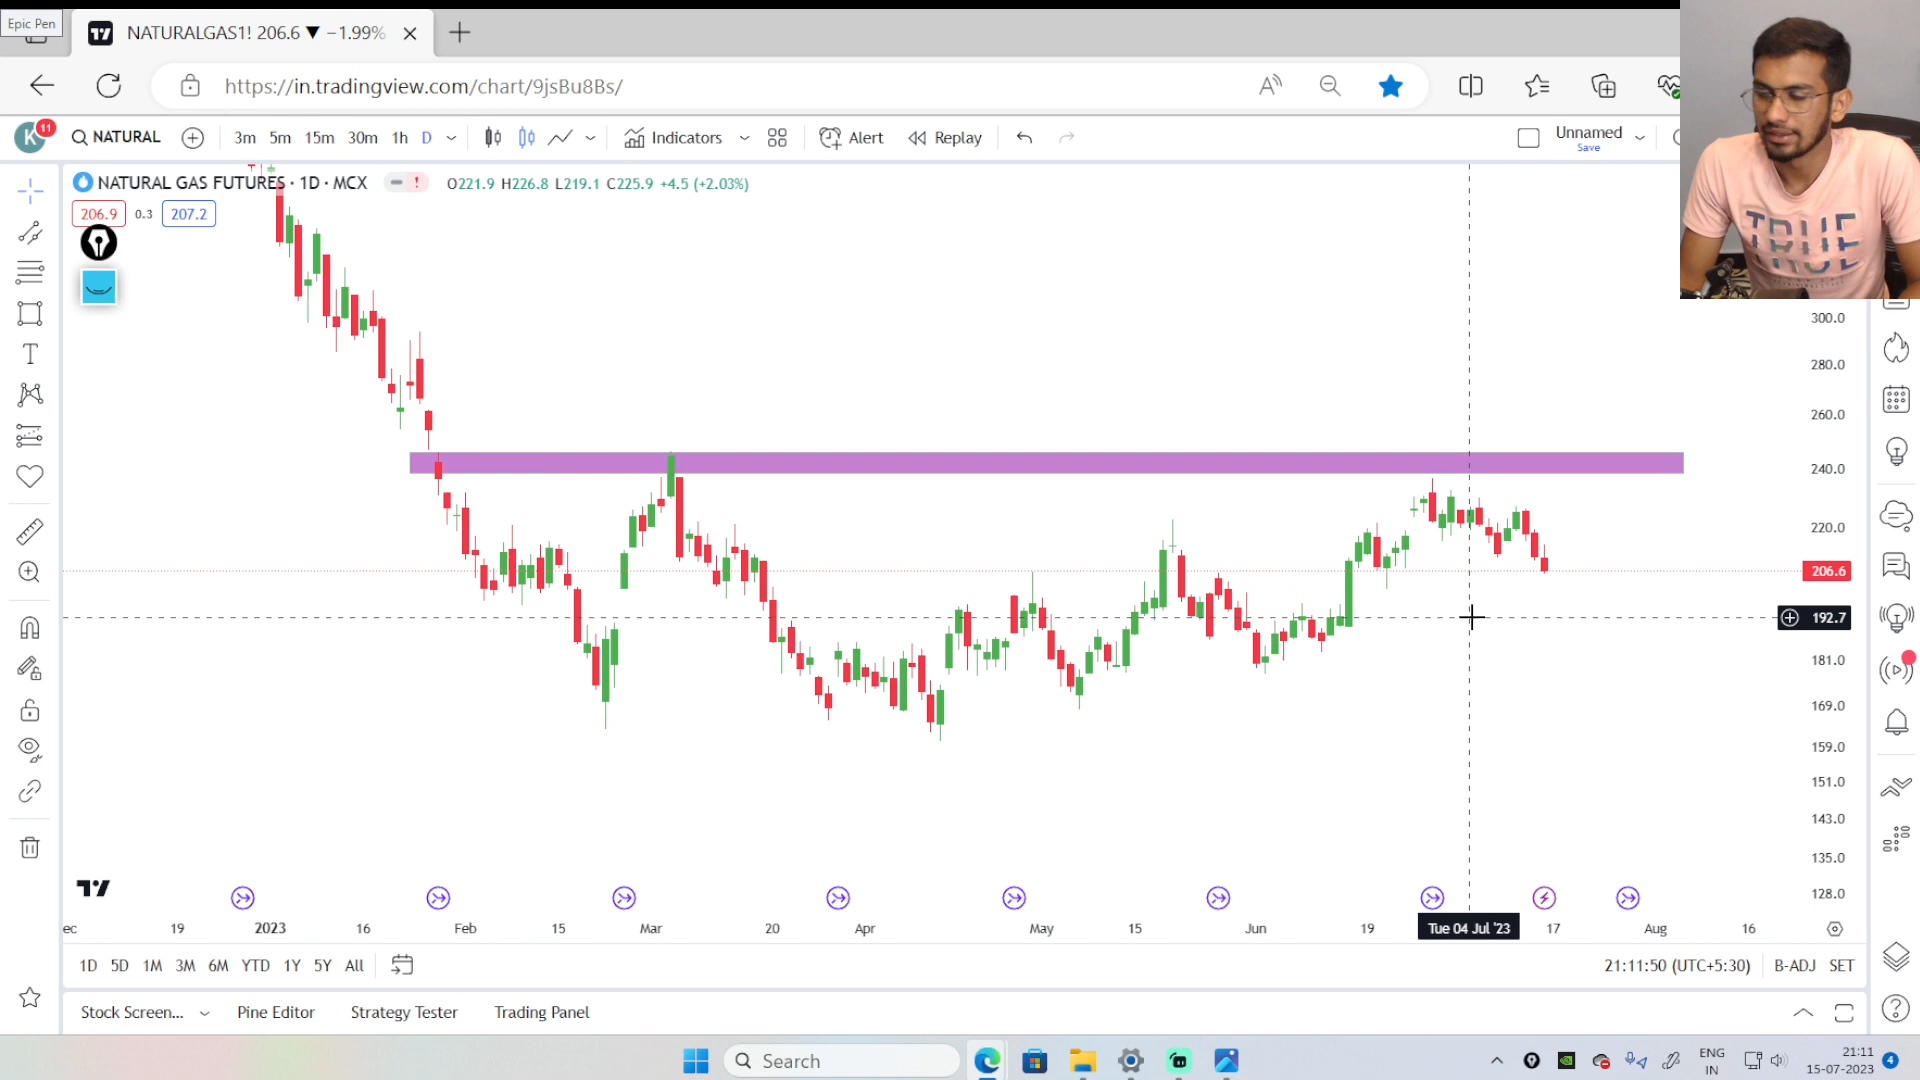 Epic Pen
NATURALGAS1! 206.6 ▼ −1.99%
https://in.tradingview.com/chart/9jsBu8Bs/
K 11 NATURAL 3m 5m 15m 30m 1h D Indicators Alert Replay Unnamed
Save
NATURAL GAS FUTURES · 1D · MCX O221.9 H226.8 L219.1 C225.9 +4.5 (+2.03%)
206.9 0.3 207.2
TRUE
TRUE
300.0
280.0
260.0
240.0
220.0
206.6
192.7
181.0
169.0
159.0
151.0
143.0
135.0
128.0
ec 19 2023 16 Feb 15 Mar 20 Apr May 15 Jun 19 Tue 04 Jul '23 17 Aug 16
1D 5D 1M 3M 6M YTD 1Y 5Y All 21:11:50 (UTC+5:30) B-ADJ SET
Stock Screen... Pine Editor Strategy Tester Trading Panel
Search ENG 21:11
IN 15-07-2023 4